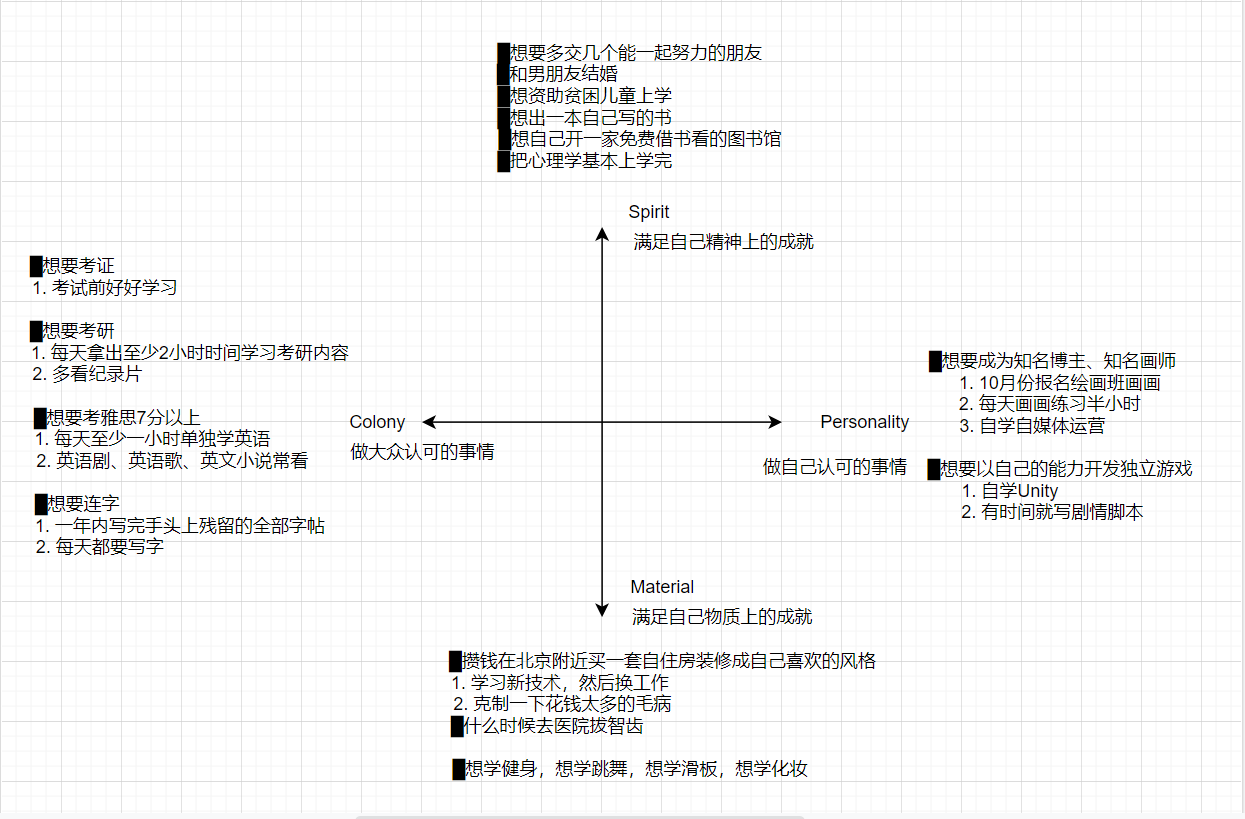 █想要多交几个能一起努力的朋友
█和男朋友结婚
█想资助贫困儿童上学
█想出一本自己写的书
█想自己开一家免费借书看的图书馆
█把心理学基本上学完
Spirit
满足自己精神上的成就
█想要考证
1. 考试前好好学习
█想要考研
1. 每天拿出至少2小时时间学习考研内容
2. 多看纪录片
█想要考雅思7分以上
1. 每天至少一小时单独学英语
2. 英语剧、英语歌、英文小说常看
█想要连字
1. 一年内写完手头上残留的全部字帖
2. 每天都要写字
Colony
做大众认可的事情
Personality
做自己认可的事情
█想要成为知名博主、知名画师
1. 10月份报名绘画班画画
2. 每天画画练习半小时
3. 自学自媒体运营
█想要以自己的能力开发独立游戏
1. 自学Unity
2. 有时间就写剧情脚本
Material
满足自己物质上的成就
█攒钱在北京附近买一套自住房装修成自己喜欢的风格
1. 学习新技术，然后换工作
2. 克制一下花钱太多的毛病
█什么时候去医院拔智齿
█想学健身，想学跳舞，想学滑板，想学化妆